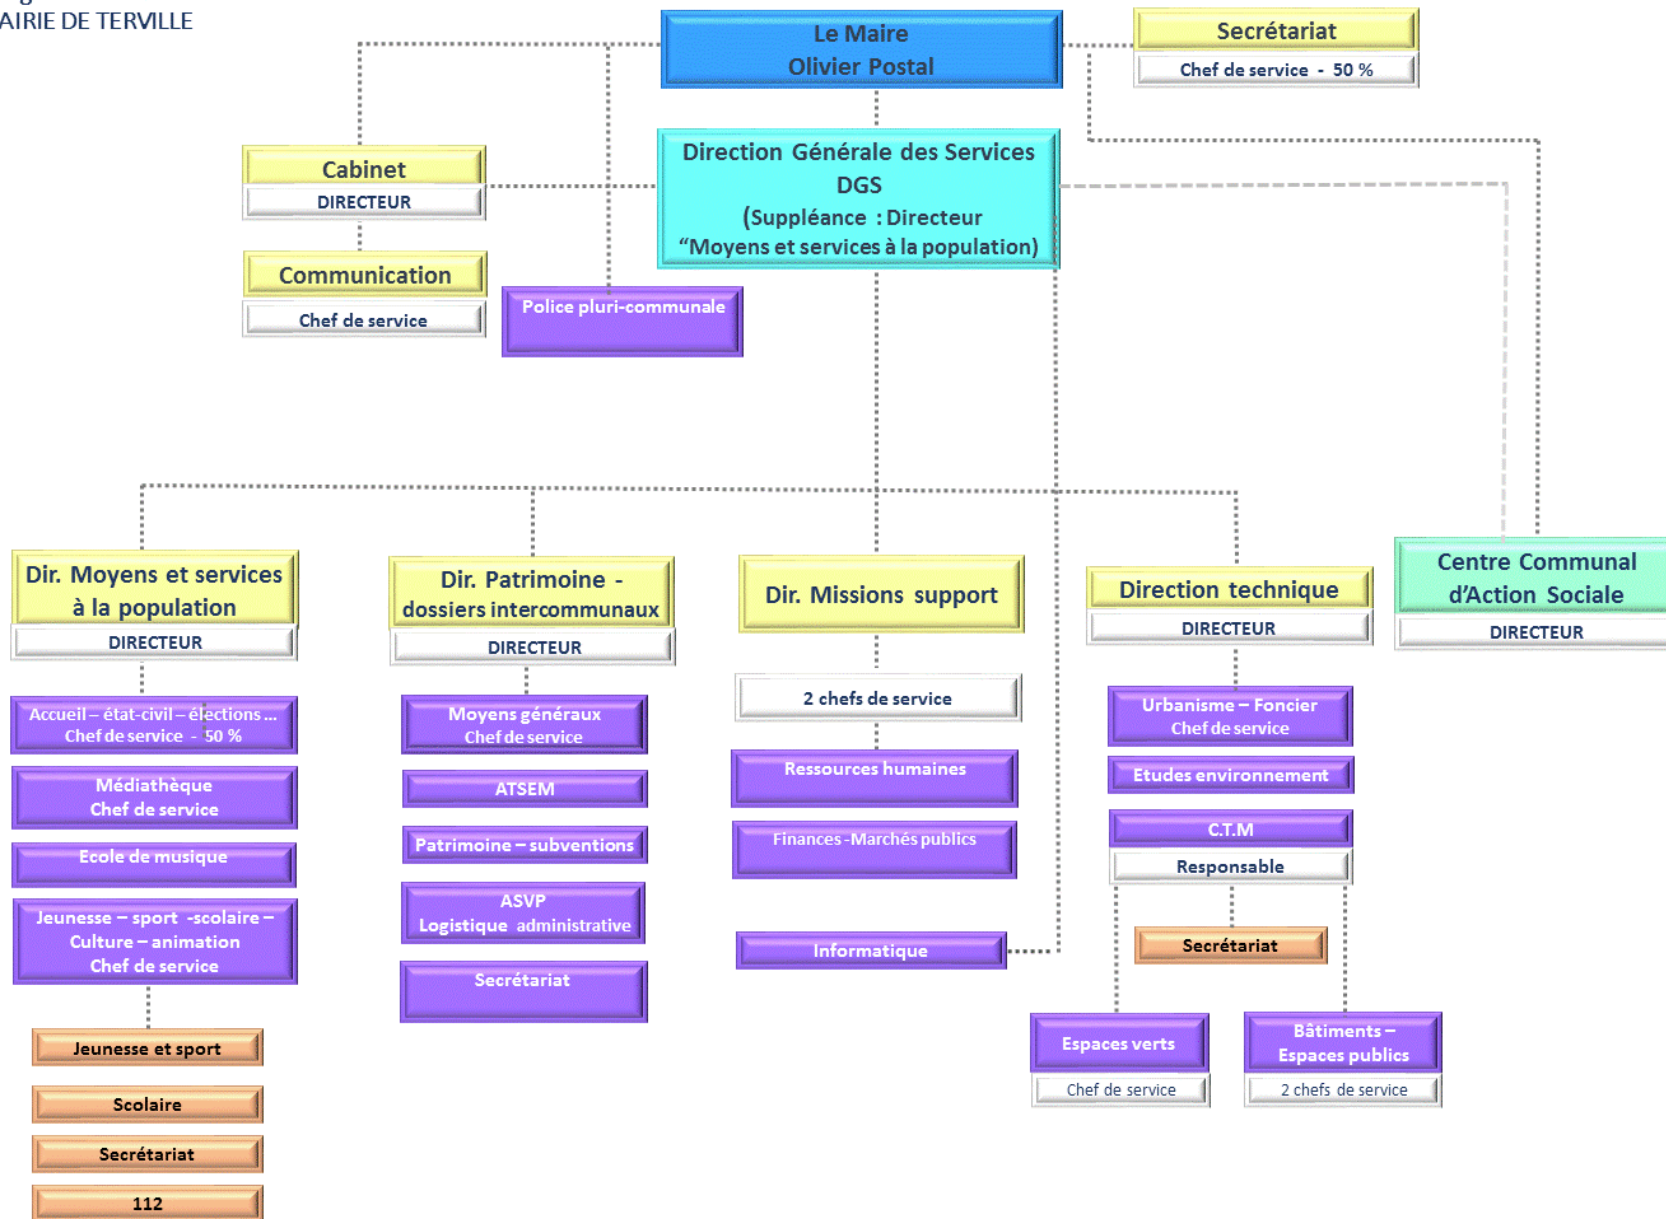 AIRIE DE TERVILLE
Le Maire
Olivier Postal
Secrétariat
Chef de service - 50 %
Direction Générale des Services
DGS
(Suppléance : Directeur
“Moyens et services à la population)
Cabinet
DIRECTEUR
Communication
Chef de service
Police pluri-communale
Dir. Moyens et services
à la population
DIRECTEUR
Accueil – état-civil – élections ...
Chef de service - 50 %
Médiathèque
Chef de service
Ecole de musique
Jeunesse – sport -scolaire –
Culture – animation
Chef de service
Jeunesse et sport
Scolaire
Secrétariat
112
Dir. Patrimoine -
dossiers intercommunaux
DIRECTEUR
Moyens généraux
Chef de service
ATSEM
Patrimoine – subventions
ASVP
Logistique administrative
Secrétariat
Dir. Missions support
2 chefs de service
Ressources humaines
Finances -Marchés publics
Informatique
Direction technique
DIRECTEUR
Urbanisme – Foncier
Chef de service
Etudes environnement
C.T.M
Responsable
Secrétariat
Espaces verts
Chef de service
Bâtiments –
Espaces publics
2 chefs de service
Centre Communal
d’Action Sociale
DIRECTEUR